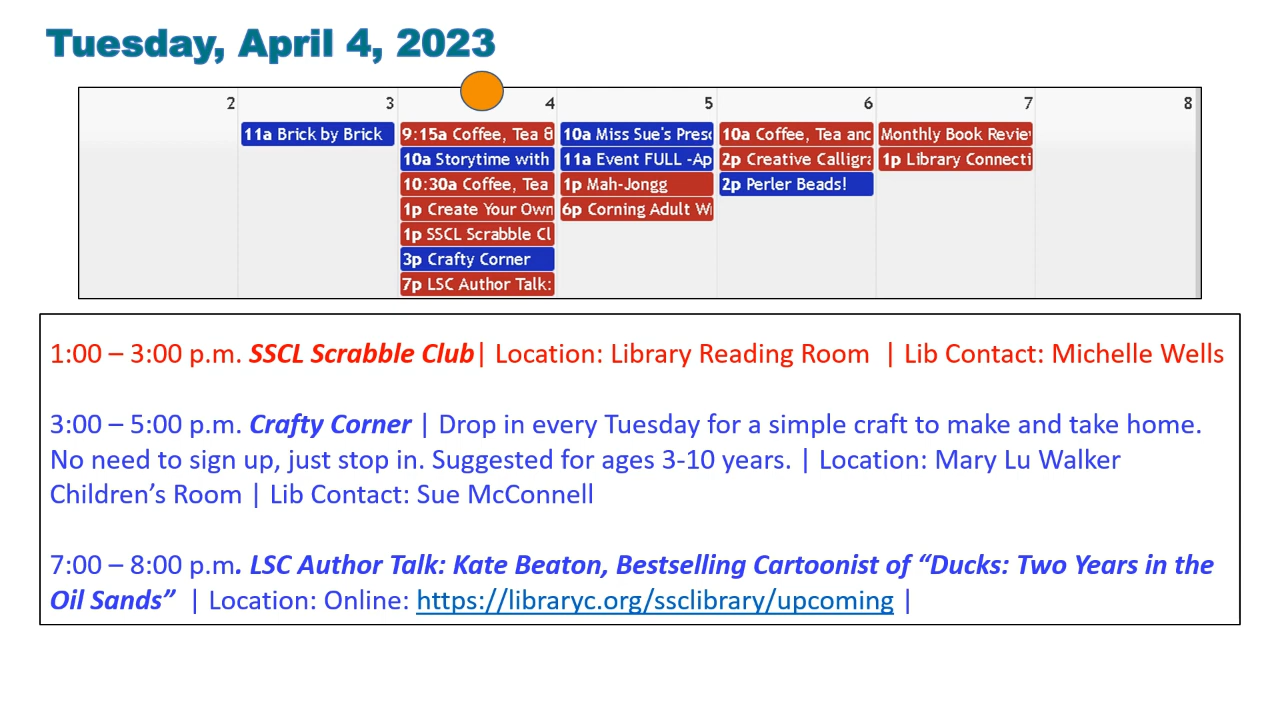 Tuesday, April 4, 2023
2 3 4 5 6 7 8
11a Brick by Brick
9:15a Coffee, Tea &
10a Storytime with
10:30a Coffee, Tea
1p Create Your Own
1p SSCL Scrabble Cl
3p Crafty Corner
7p LSC Author Talk:
10a Miss Sue's Presc
11a Event FULL -Ap
1p Mah-Jongg
6p Corning Adult Wi
10a Coffee, Tea and
2p Creative Calligra
2p Perler Beads!
Monthly Book Review
1p Library Connecti
1:00 – 3:00 p.m. SSCL Scrabble Club| Location: Library Reading Room | Lib Contact: Michelle Wells
3:00 – 5:00 p.m. Crafty Corner | Drop in every Tuesday for a simple craft to make and take home.
No need to sign up, just stop in. Suggested for ages 3-10 years. | Location: Mary Lu Walker
Children’s Room | Lib Contact: Sue McConnell
7:00 – 8:00 p.m. LSC Author Talk: Kate Beaton, Bestselling Cartoonist of “Ducks: Two Years in the
Oil Sands” | Location: Online: https://libraryc.org/ssclibrary/upcoming |